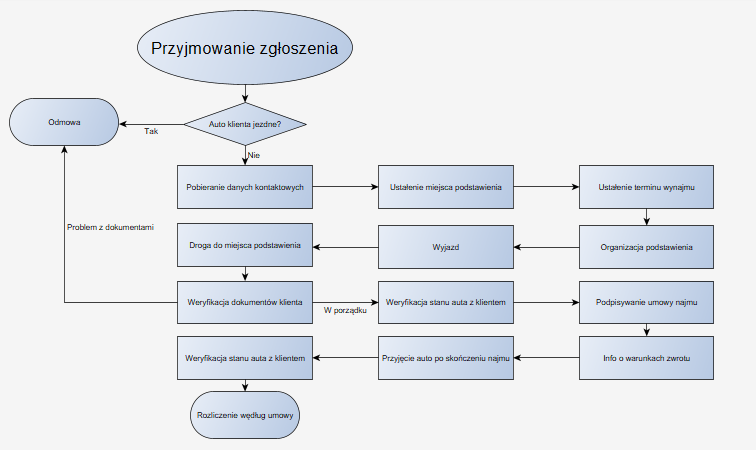 Przyjmowanie zgłoszenia
Auto klienta jezdne?
Odmowa
Tak
Nie
Pobieranie danych kontaktowych
Ustalenie miejsca podstawienia
Ustalenie terminu wynajmu
Problem z dokumentami
Droga do miejsca podstawienia
Wyjazd
Organizacja podstawienia
Weryfikacja dokumentów klienta
W porządku
Weryfikacja stanu auta z klientem
Podpisywanie umowy najmu
Weryfikacja stanu auta z klientem
Przyjęcie auto po skończeniu najmu
Info o warunkach zwrotu
Rozliczenie według umowy